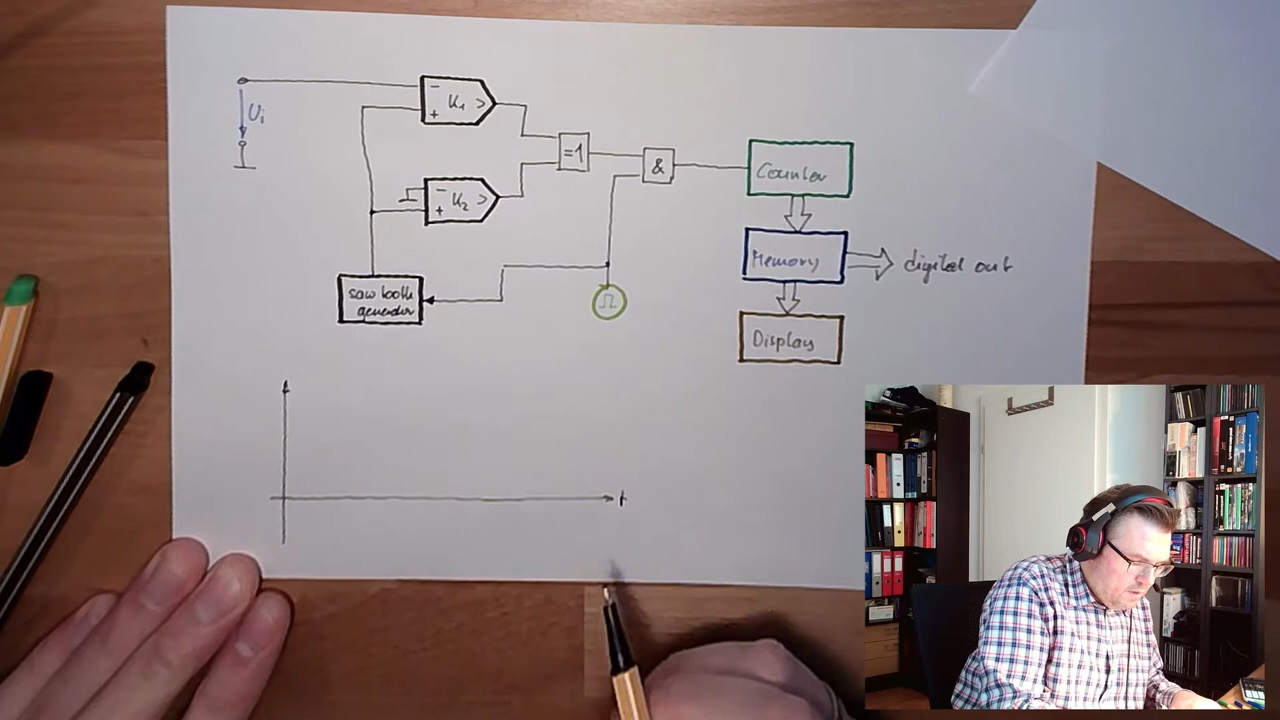 Ui
- K1 >
+
=1
&
Counter
- K2 >
+
Memory
digital out
saw tooth
generator
Display
t